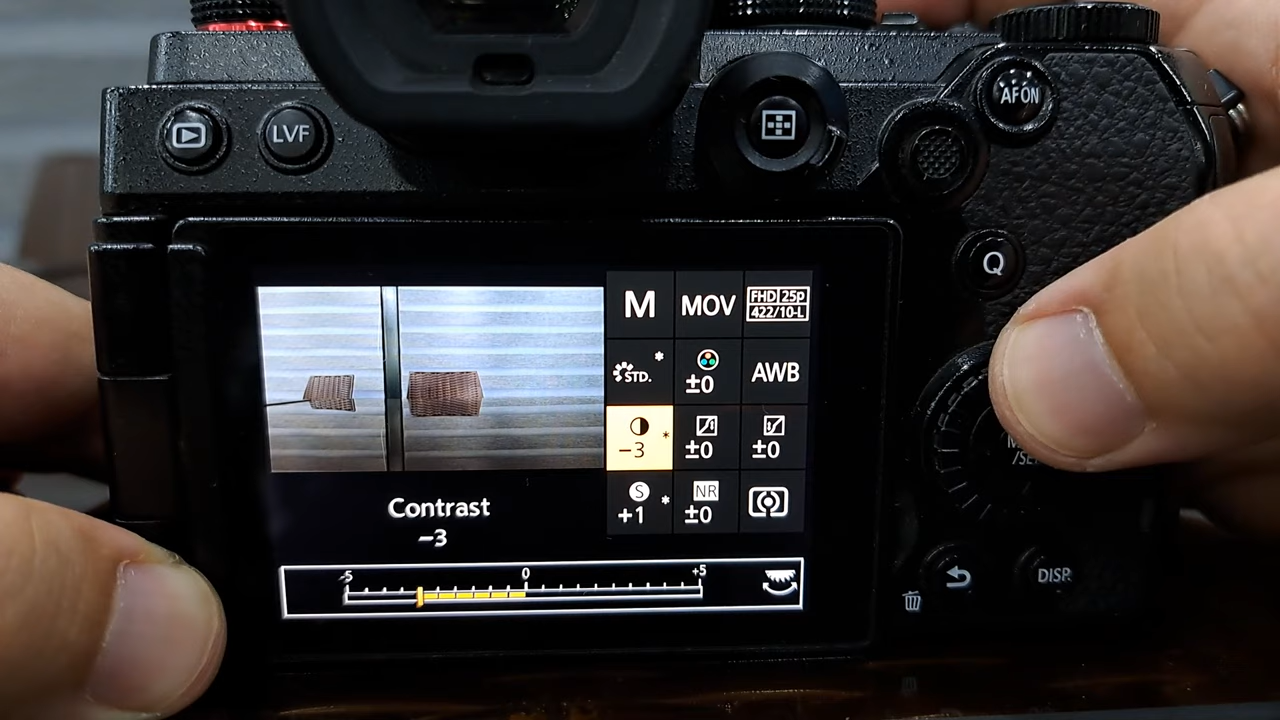 LVF
AF ON
Q
M
MOV
FHD 25p
422/10-L
STD.
±0
AWB
−3
±0
±0
S
NR
+1
±0
Contrast
−3
-5
0
+5
DISP.